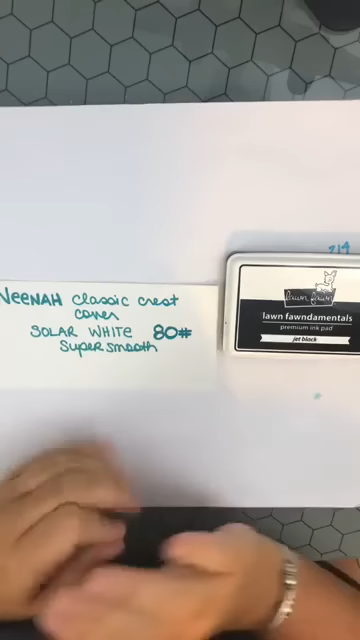 NEENAH classic crest
cover
SOLAR WHITE 80#
Super smooth
lawn fawn
lawn fawndamentals
premium ink pad
jet black